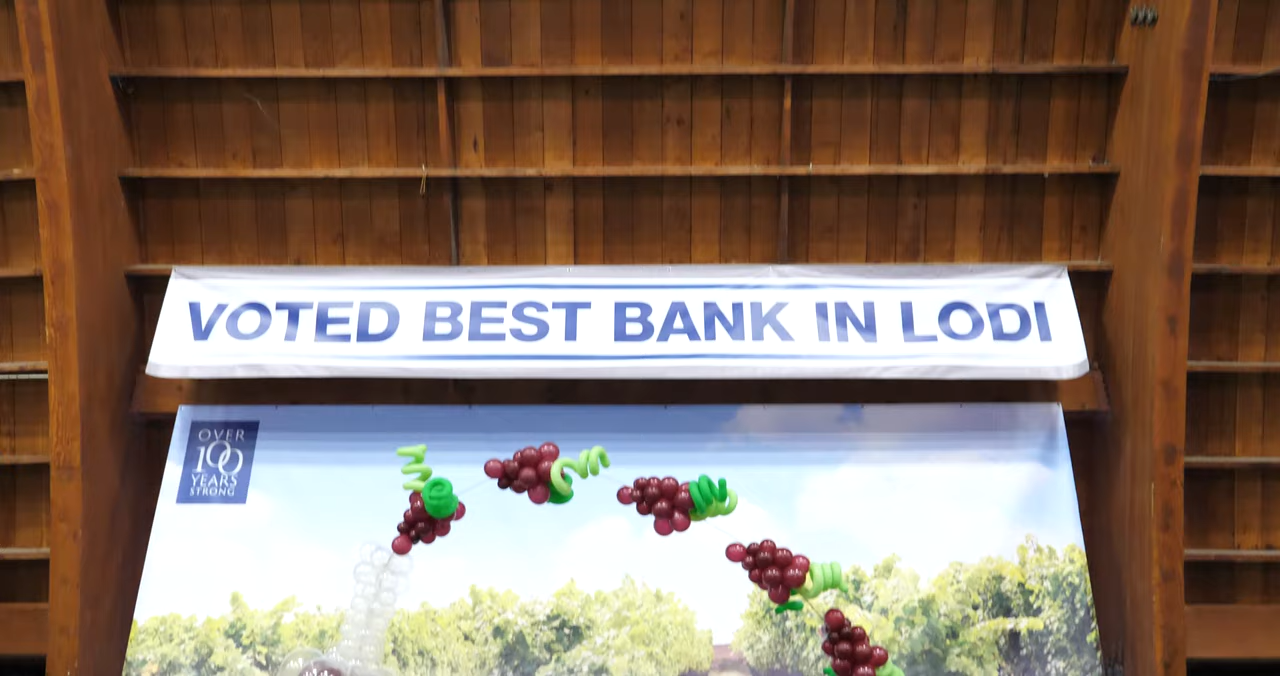 VOTED BEST BANK IN LODI
OVER
100
YEARS
STRONG